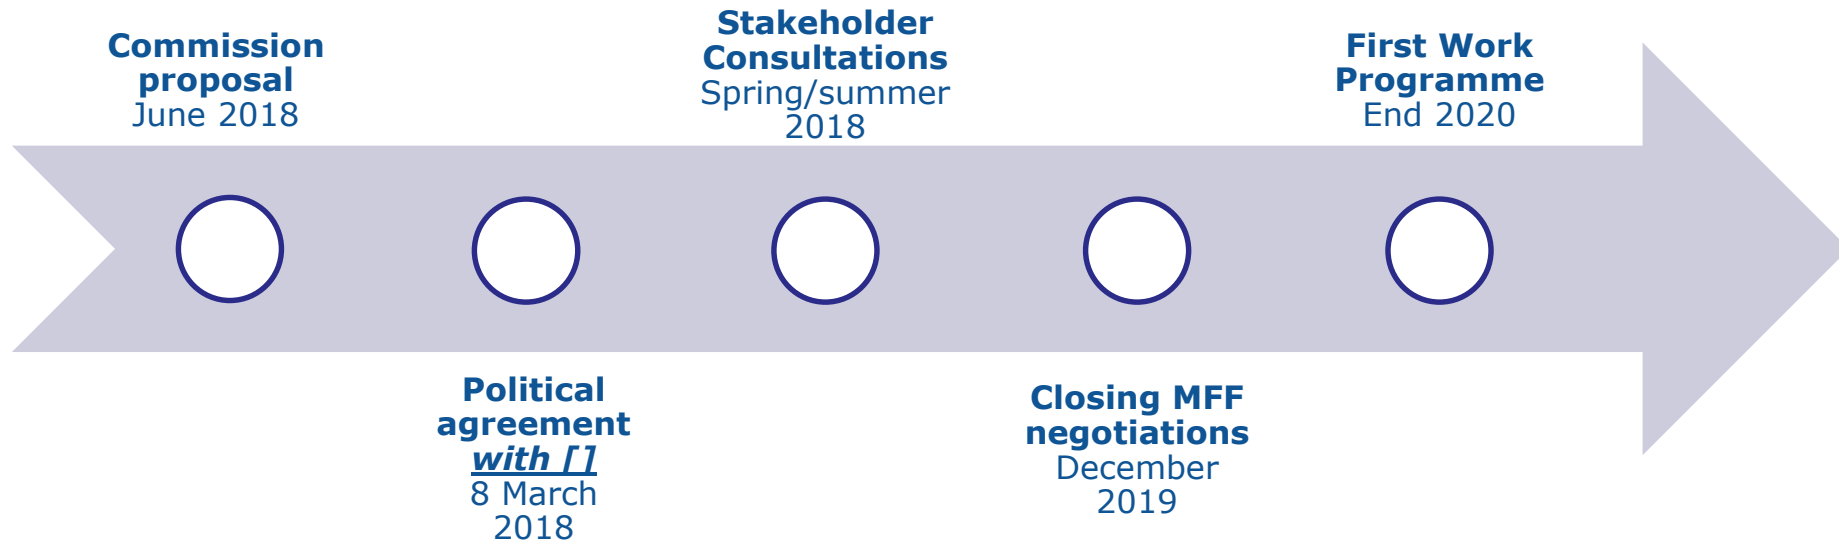 Commission
proposal
June 2018
Political
agreement
with []
8 March
2018
Stakeholder
Consultations
Spring/summer
2018
Closing MFF
negotiations
December
2019
First Work
Programme
End 2020